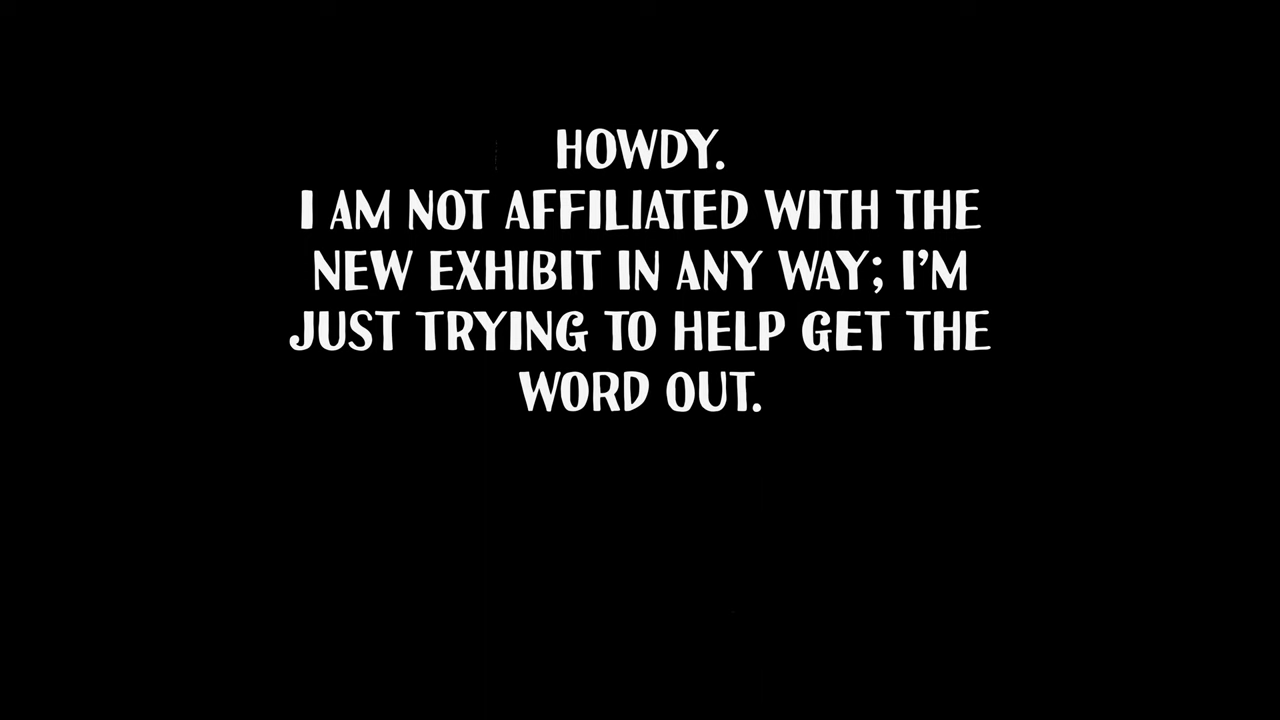 HOWDY.
I AM NOT AFFILIATED WITH THE
NEW EXHIBIT IN ANY WAY; I'M
JUST TRYING TO HELP GET THE
WORD OUT.